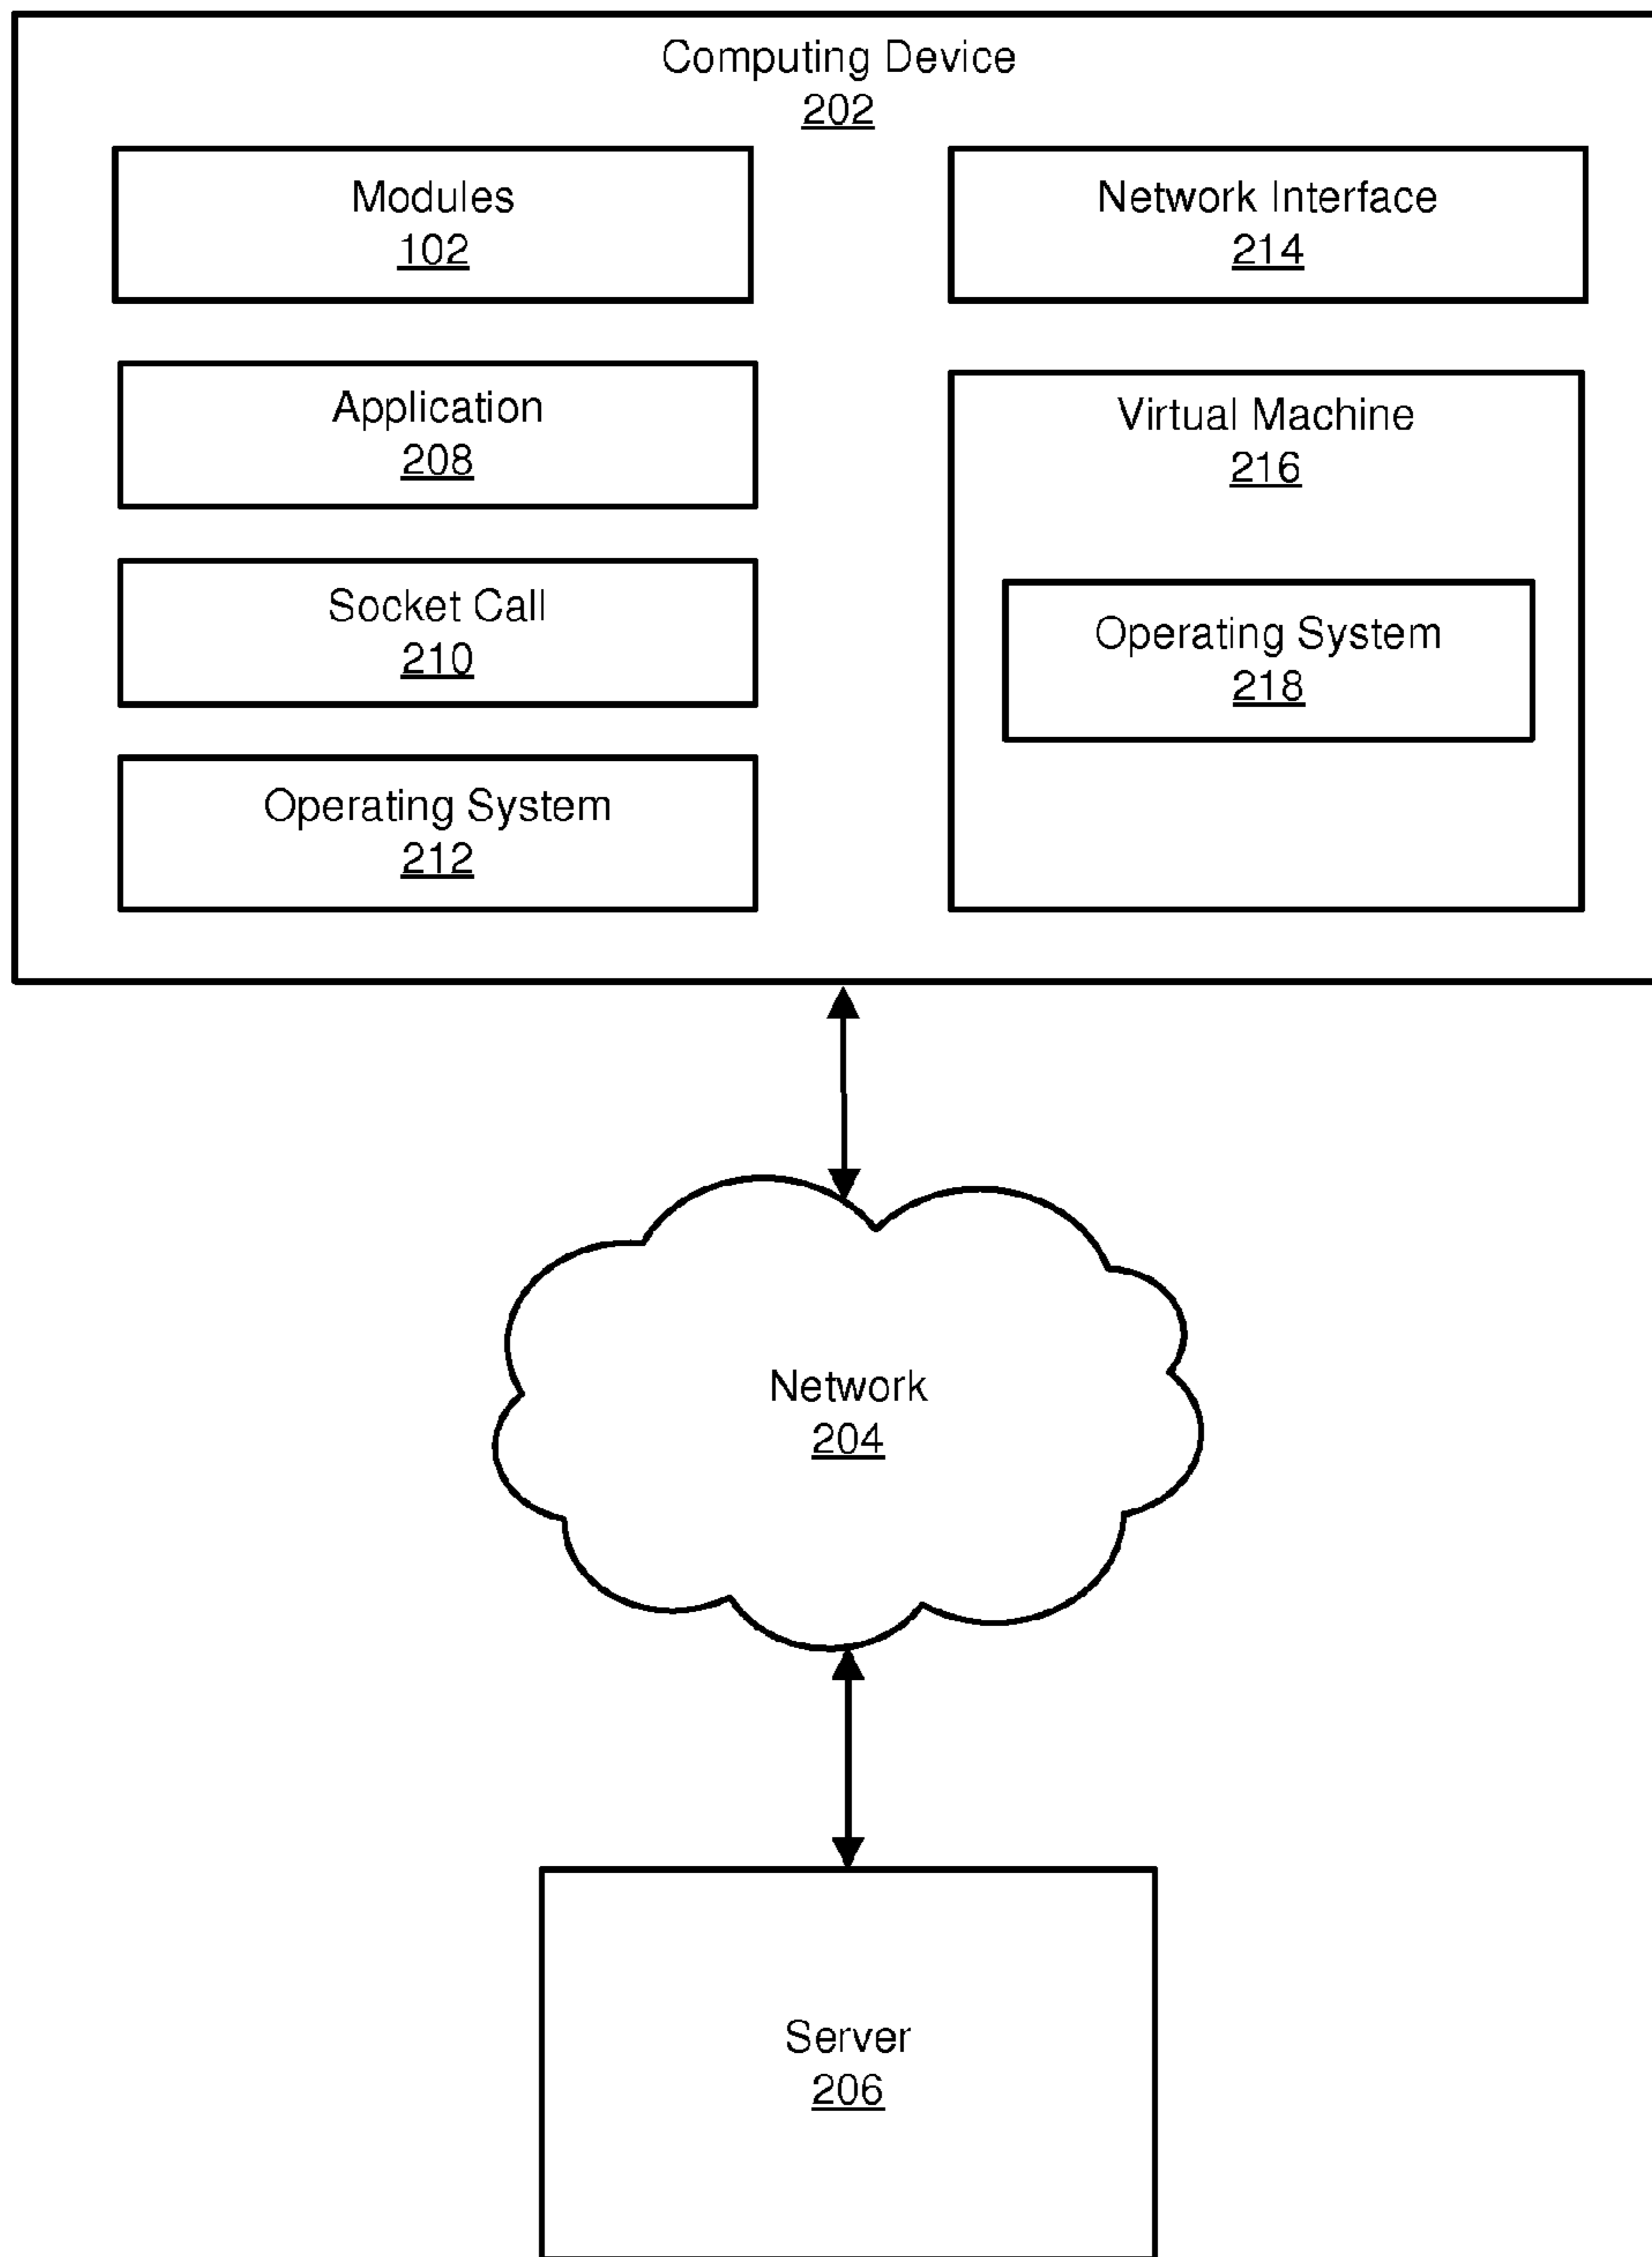 Computing Device
202
Modules
102
Network Interface
214
Application
208
Virtual Machine
216
Socket Call
210
Operating System
218
Operating System
212
Network
204
Server
206